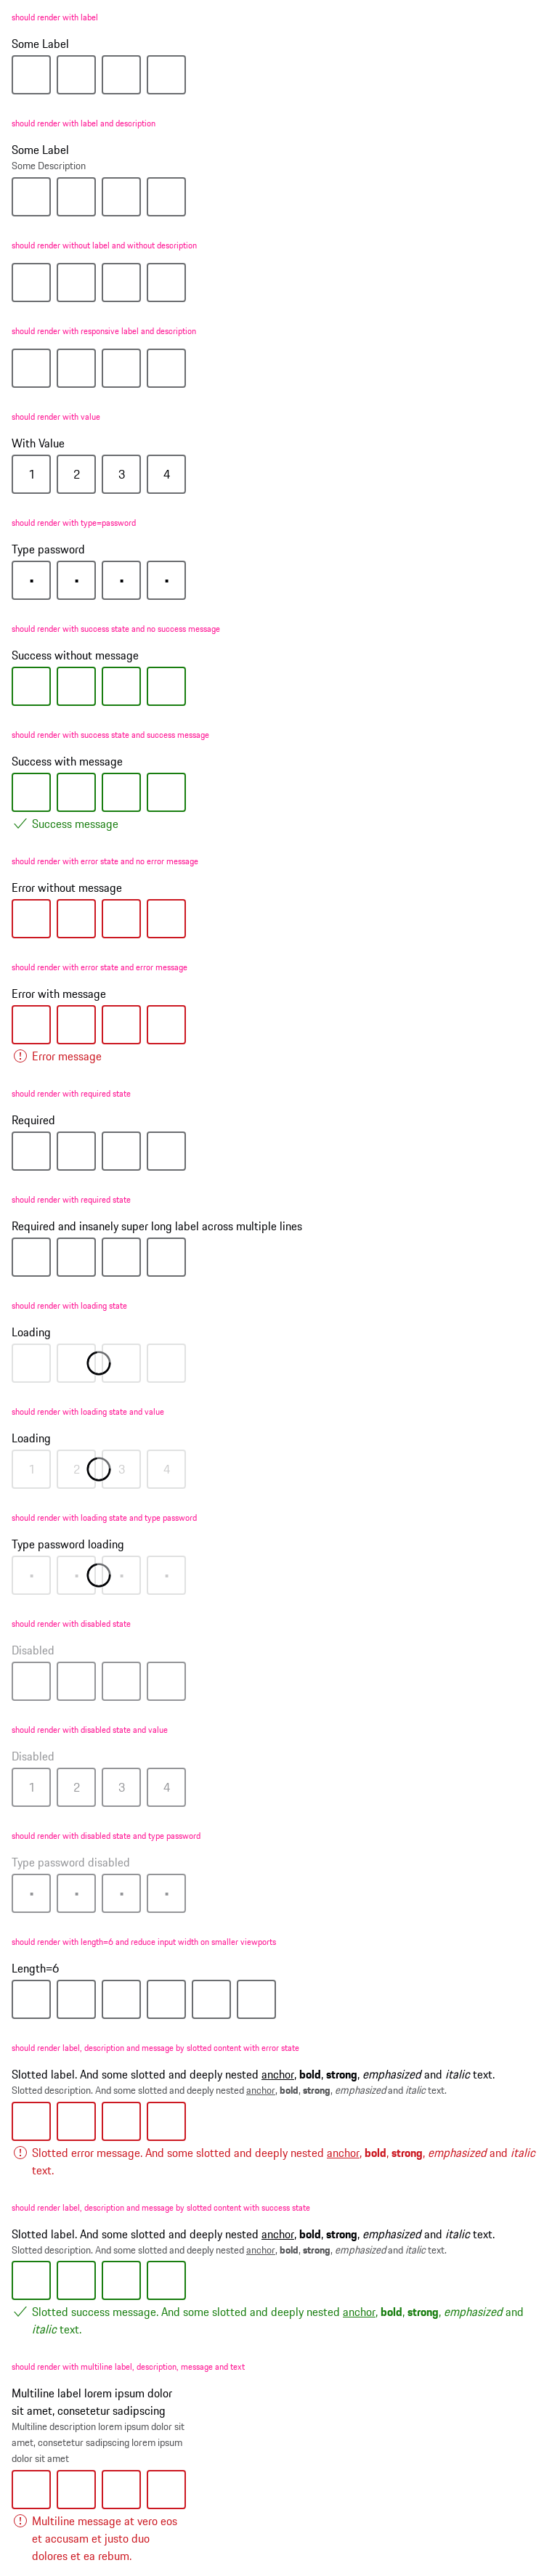 should render with label
Some Label
should render with label and description
Some Label
Some Description
should render without label and without description
should render with responsive label and description
should render with value
With Value
1 2 3 4
should render with type=password
Type password
should render with success state and no success message
Success without message
should render with success state and success message
Success with message
Success message
should render with error state and no error message
Error without message
should render with error state and error message
Error with message
Error message
should render with required state
Required
should render with required state
Required and insanely super long label across multiple lines
should render with loading state
Loading
should render with loading state and value
Loading
1 2 3 4
should render with loading state and type password
Type password loading
should render with disabled state
Disabled
should render with disabled state and value
Disabled
1 2 3 4
should render with disabled state and type password
Type password disabled
should render with length=6 and reduce input width on smaller viewports
Length=6
should render label, description and message by slotted content with error state
Slotted label. And some slotted and deeply nested anchor, bold, strong, emphasized and italic text.
Slotted description. And some slotted and deeply nested anchor, bold, strong, emphasized and italic text.
Slotted error message. And some slotted and deeply nested anchor, bold, strong, emphasized and italic
text.
should render label, description and message by slotted content with success state
Slotted label. And some slotted and deeply nested anchor, bold, strong, emphasized and italic text.
Slotted description. And some slotted and deeply nested anchor, bold, strong, emphasized and italic text.
Slotted success message. And some slotted and deeply nested anchor, bold, strong, emphasized and
italic text.
should render with multiline label, description, message and text
Multiline label lorem ipsum dolor
sit amet, consetetur sadipscing
Multiline description lorem ipsum dolor sit
amet, consetetur sadipscing lorem ipsum
dolor sit amet
Multiline message at vero eos
et accusam et justo duo
dolores et ea rebum.